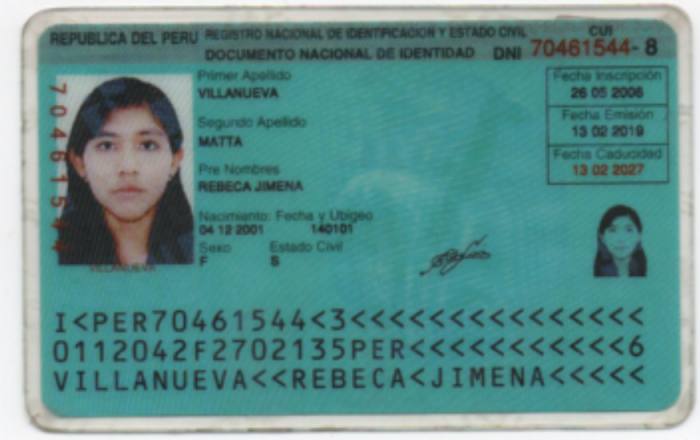 REPUBLICA DEL PERU REGISTRO NACIONAL DE IDENTIFICACION Y ESTADO CIVIL CUI
DOCUMENTO NACIONAL DE IDENTIDAD DNI 70461544-8
Primer Apellido
VILLANUEVA
Segundo Apellido
MATTA
Pre Nombres
REBECA JIMENA
Nacimiento: Fecha y Ubigeo
04 12 2001 140101
Sexo Estado Civil
F S
Fecha Inscripción
26 05 2006
Fecha Emisión
13 02 2019
Fecha Caducidad
13 02 2027
70461544
VILLANUEVA
I<PER70461544<3<<<<<<<<<<<<<<<
0112042F2702135PER<<<<<<<<<<<6
VILLANUEVA<<REBECA<JIMENA<<<<<